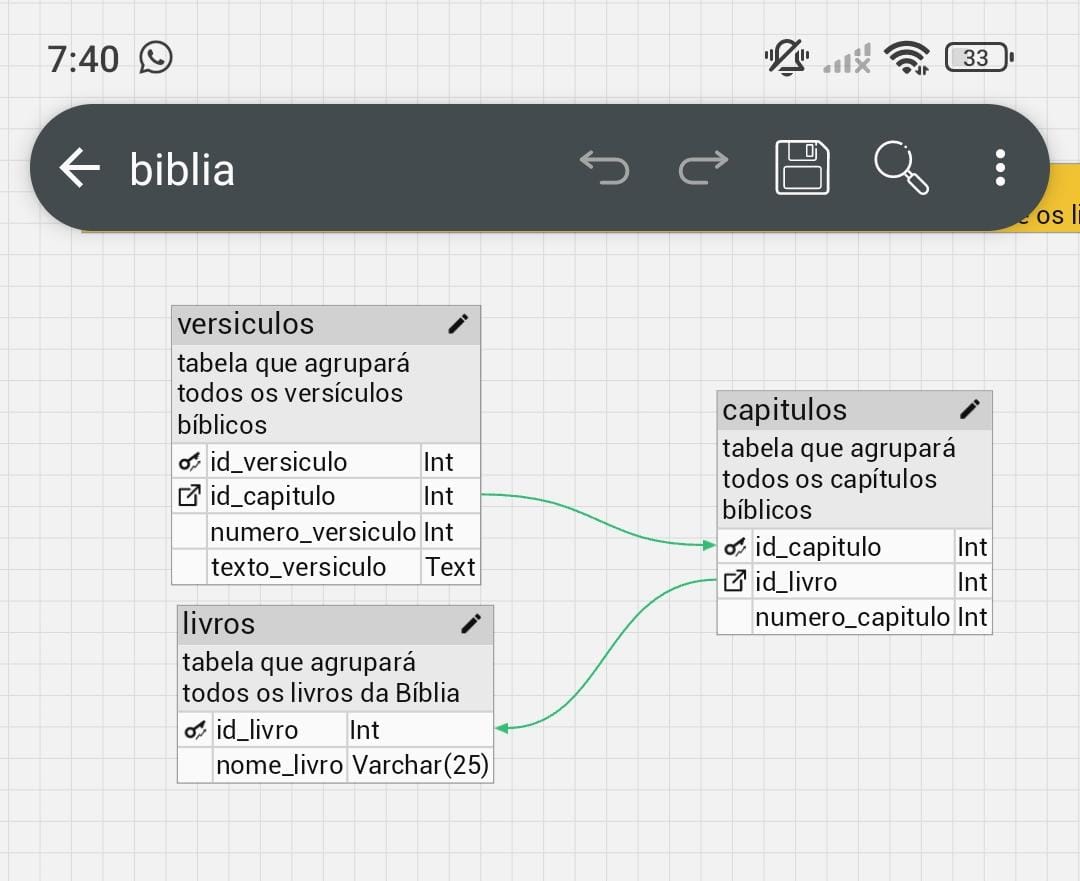 7:40
33
biblia
os li
versiculos
tabela que agrupará
todos os versículos
bíblicos
id_versiculo Int
id_capitulo Int
numero_versiculo Int
texto_versiculo Text
capitulos
tabela que agrupará
todos os capítulos
bíblicos
id_capitulo Int
id_livro Int
numero_capitulo Int
livros
tabela que agrupará
todos os livros da Bíblia
id_livro Int
nome_livro Varchar(25)